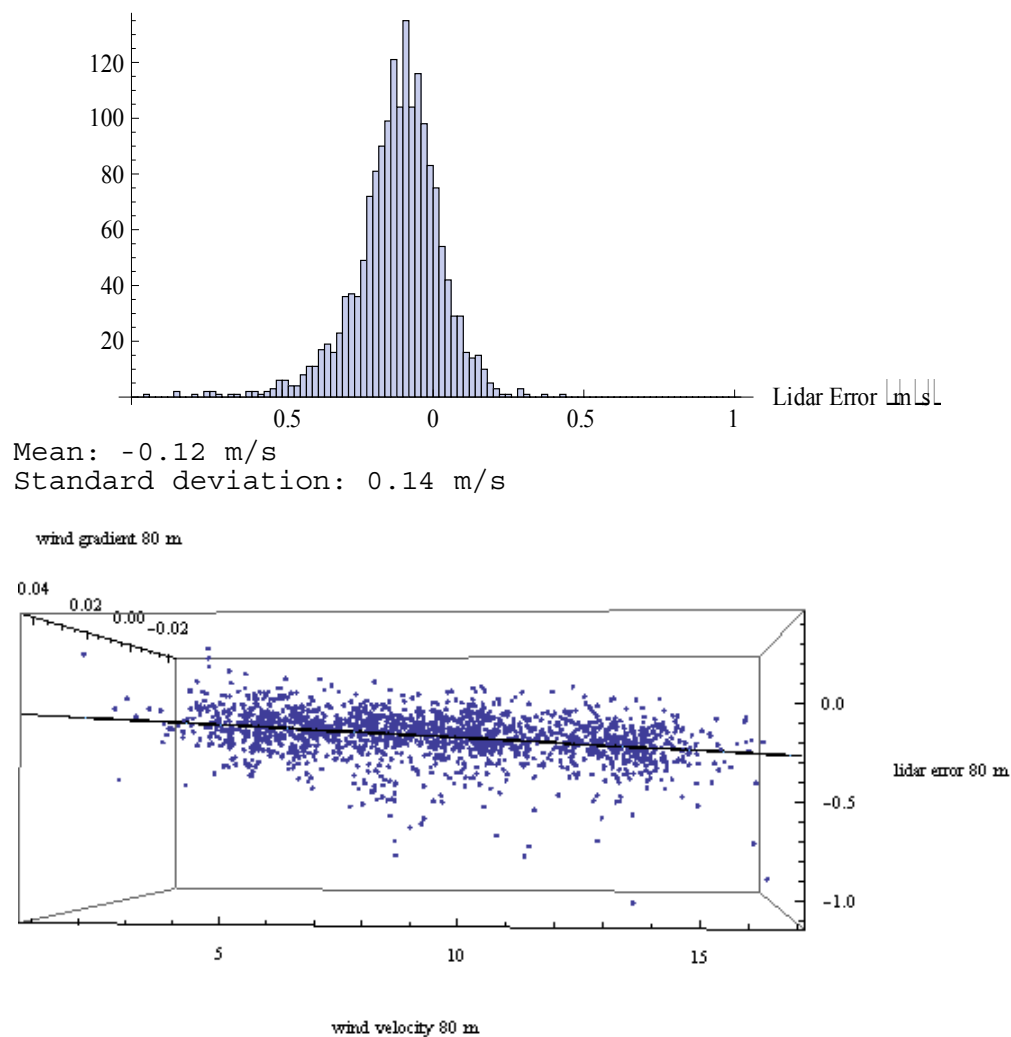 120
100
80
60
40
20
0.5 0 0.5 1
Lidar Error m s
Mean: -0.12 m/s
Standard deviation: 0.14 m/s
wind gradient 80 m
0.04
0.02
0.00
-0.02
0.0
lidar error 80 m
-0.5
-1.0
5 10 15
wind velocity 80 m